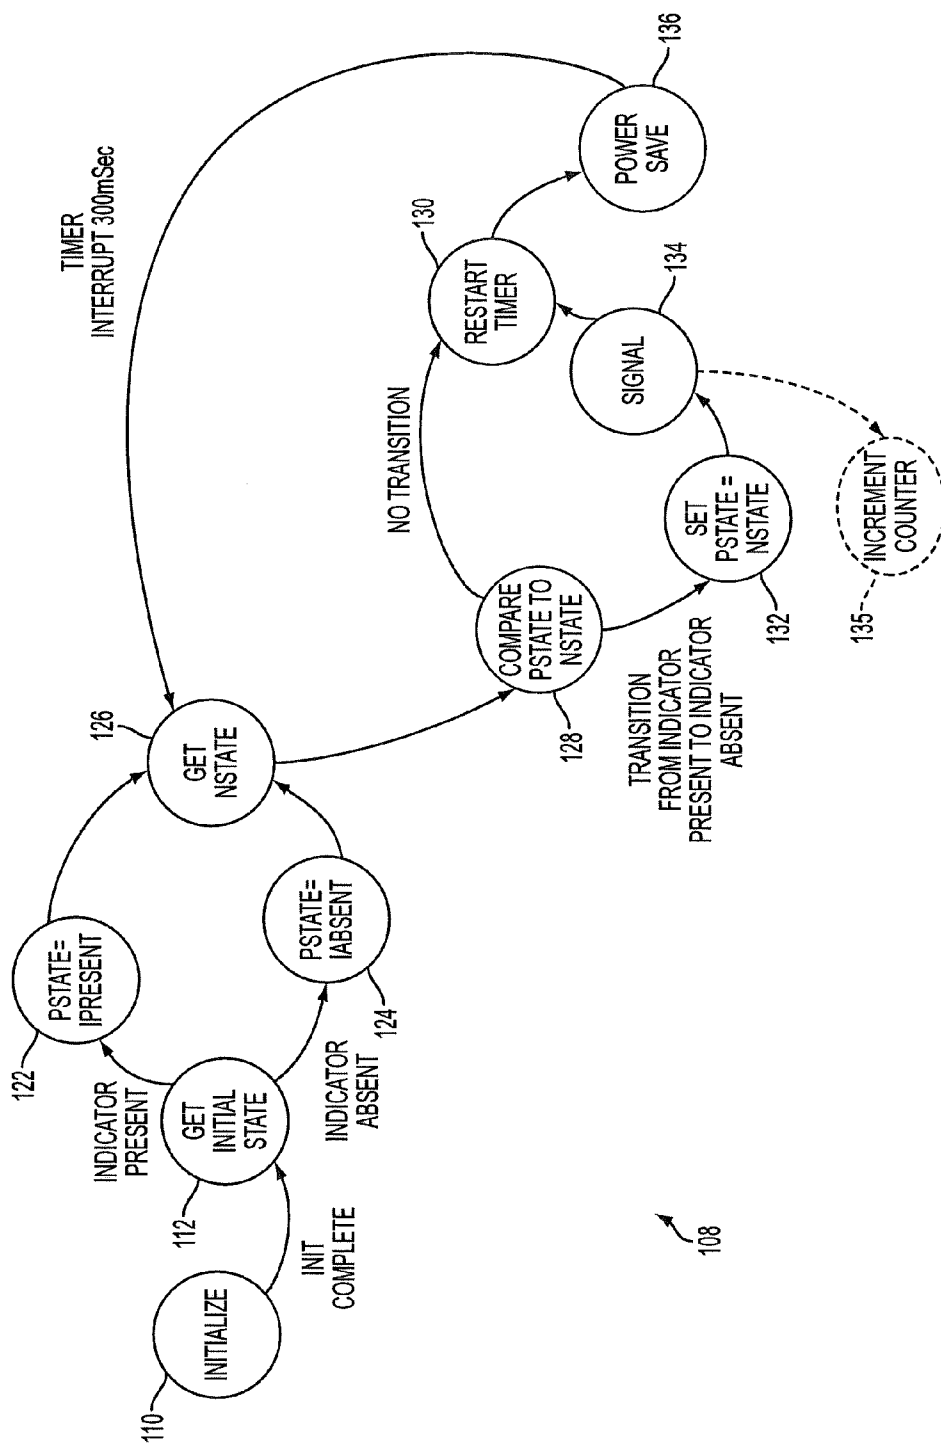 110
INITIALIZE
INIT
COMPLETE
112
GET
INITIAL
STATE
INDICATOR
PRESENT
INDICATOR
ABSENT
122
PSTATE=
IPRESENT
124
PSTATE=
IABSENT
126
GET
NSTATE
TIMER
INTERRUPT 300mSec
128
COMPARE
PSTATE TO
NSTATE
NO TRANSITION
TRANSITION
FROM INDICATOR
PRESENT TO INDICATOR
ABSENT
132
SET
PSTATE =
NSTATE
135
INCREMENT
COUNTER
SIGNAL
134
RESTART
TIMER
130
POWER
SAVE
136
108